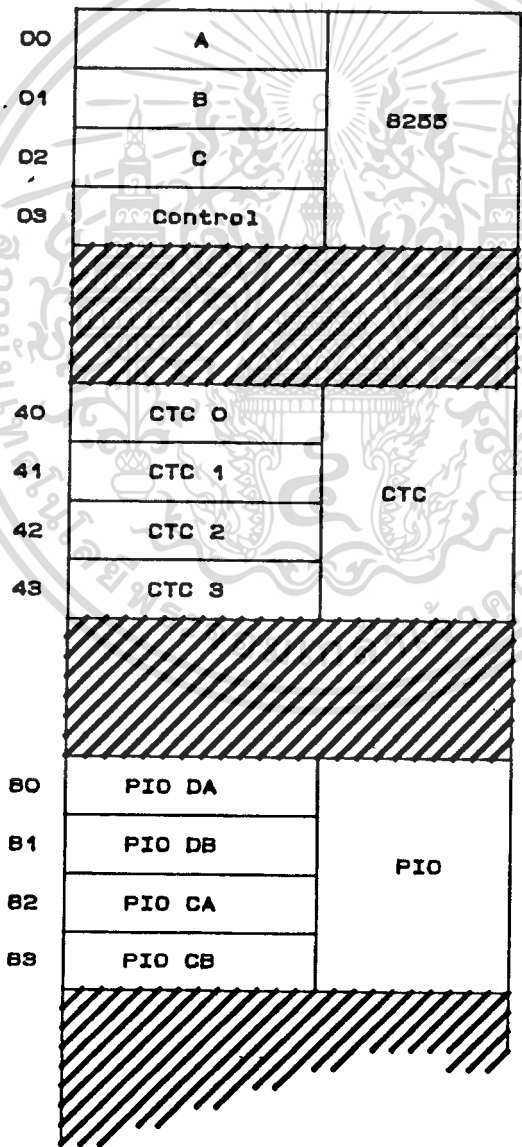 00 A
01 B 8255
02 C
03 Control
40 CTC 0
41 CTC 1
42 CTC 2 CTC
43 CTC 3
80 PIO DA
81 PIO DB
82 PIO CA PIO
83 PIO CB